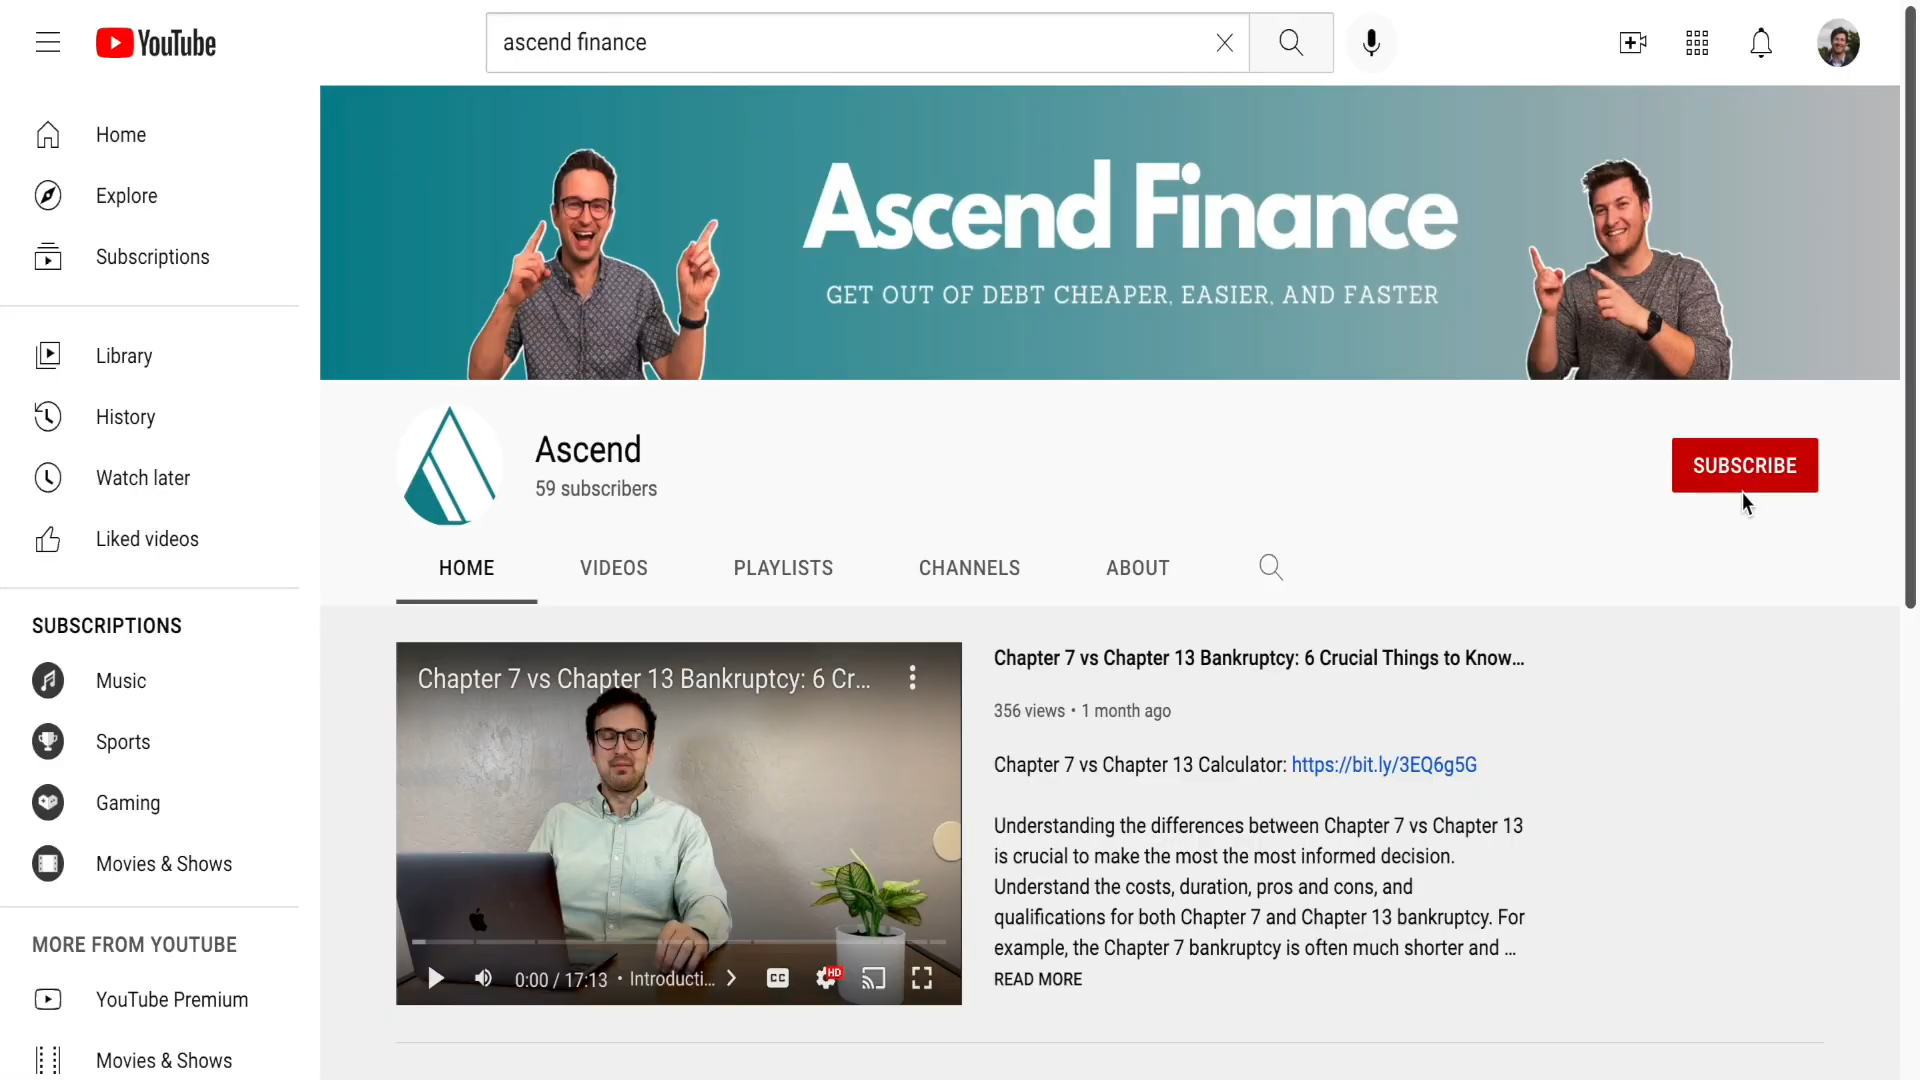 YouTube
ascend finance
Home
Explore
Subscriptions
Library
History
Watch later
Liked videos
SUBSCRIPTIONS
Music
Sports
Gaming
Movies & Shows
MORE FROM YOUTUBE
YouTube Premium
Movies & Shows
Ascend Finance
GET OUT OF DEBT CHEAPER, EASIER, AND FASTER
Ascend
59 subscribers
SUBSCRIBE
HOME
VIDEOS
PLAYLISTS
CHANNELS
ABOUT
Chapter 7 vs Chapter 13 Bankruptcy: 6 Cr...
0:00 / 17:13 • Introducti...
CC
HD
Chapter 7 vs Chapter 13 Bankruptcy: 6 Crucial Things to Know...
356 views • 1 month ago
Chapter 7 vs Chapter 13 Calculator: https://bit.ly/3EQ6g5G
Understanding the differences between Chapter 7 vs Chapter 13
is crucial to make the most the most informed decision.
Understand the costs, duration, pros and cons, and
qualifications for both Chapter 7 and Chapter 13 bankruptcy. For
example, the Chapter 7 bankruptcy is often much shorter and ...
READ MORE